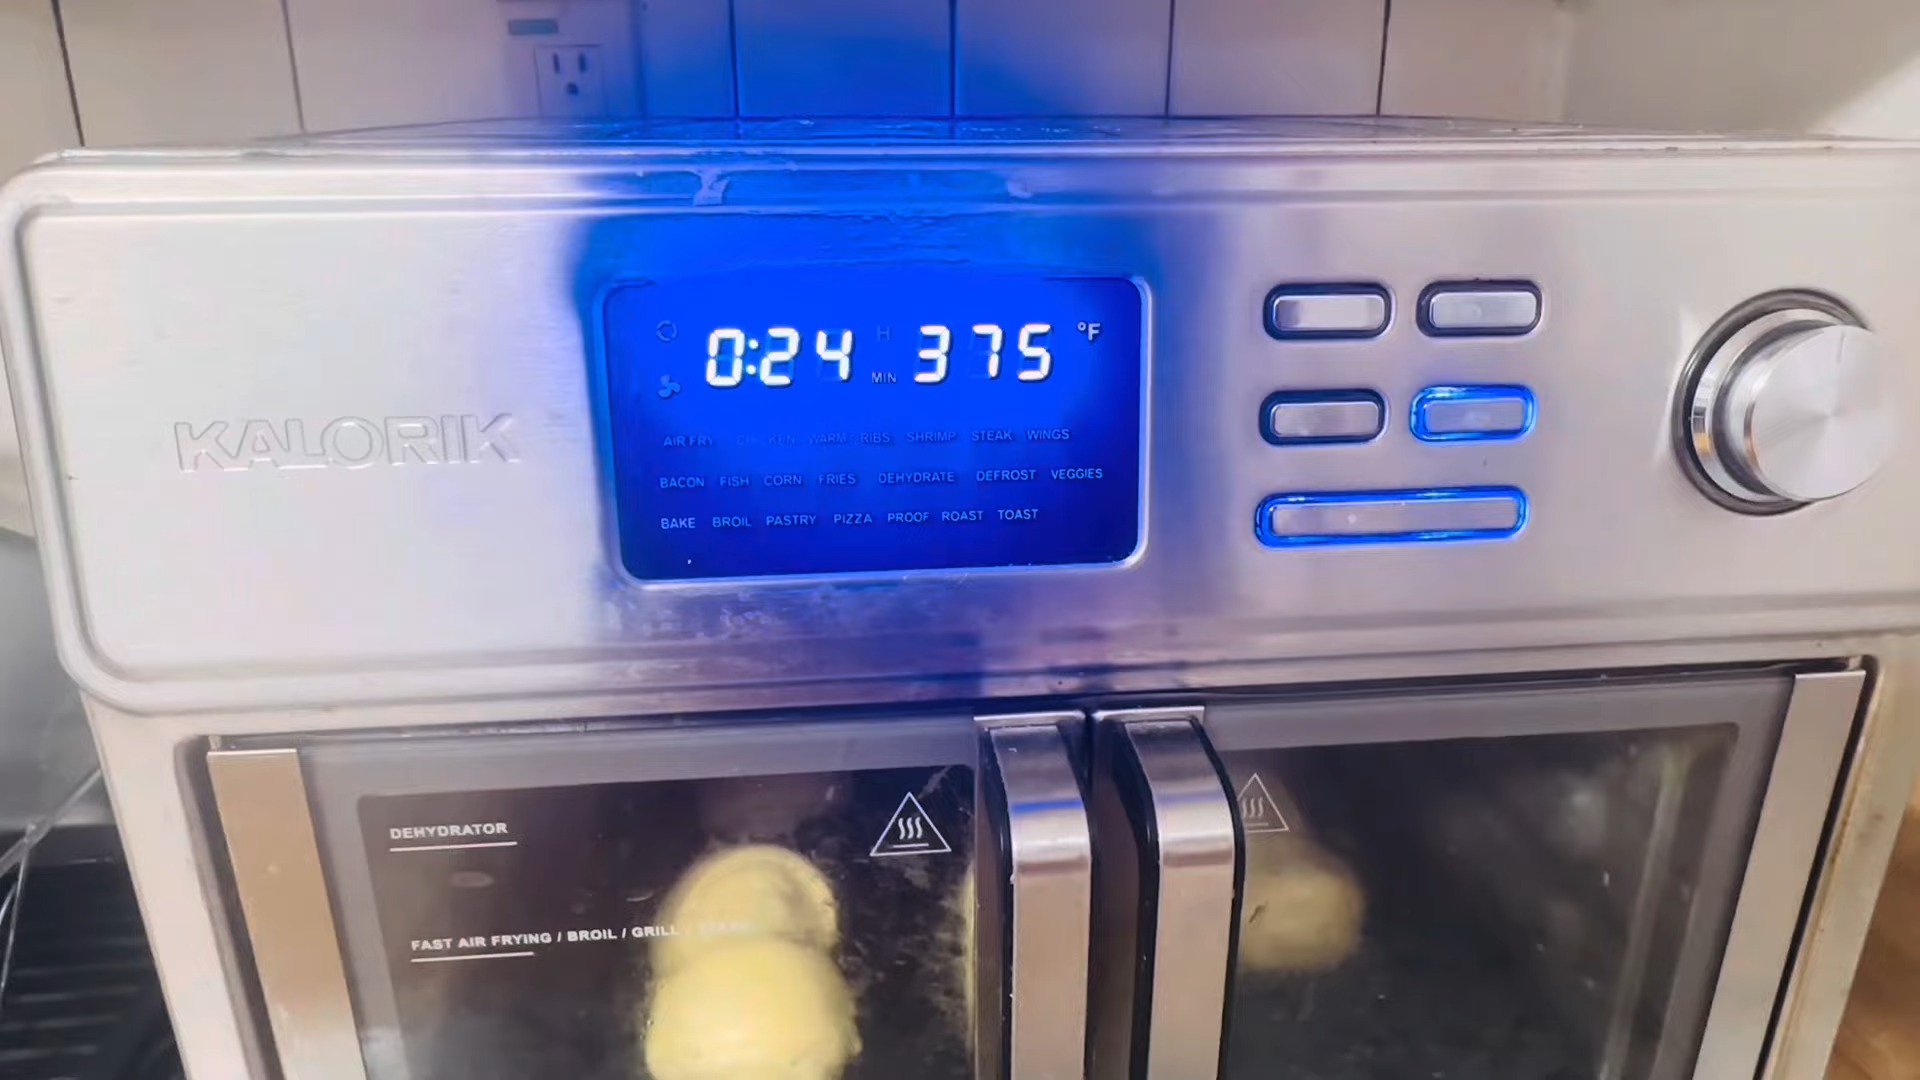 KALORIK
0:24 H MIN 375 °F
AIR FRY CHICKEN WARM RIBS SHRIMP STEAK WINGS
BACON FISH CORN FRIES DEHYDRATE DEFROST VEGGIES
BAKE BROIL PASTRY PIZZA PROOF ROAST TOAST
DEHYDRATOR
FAST AIR FRYING / BROIL / GRILL /